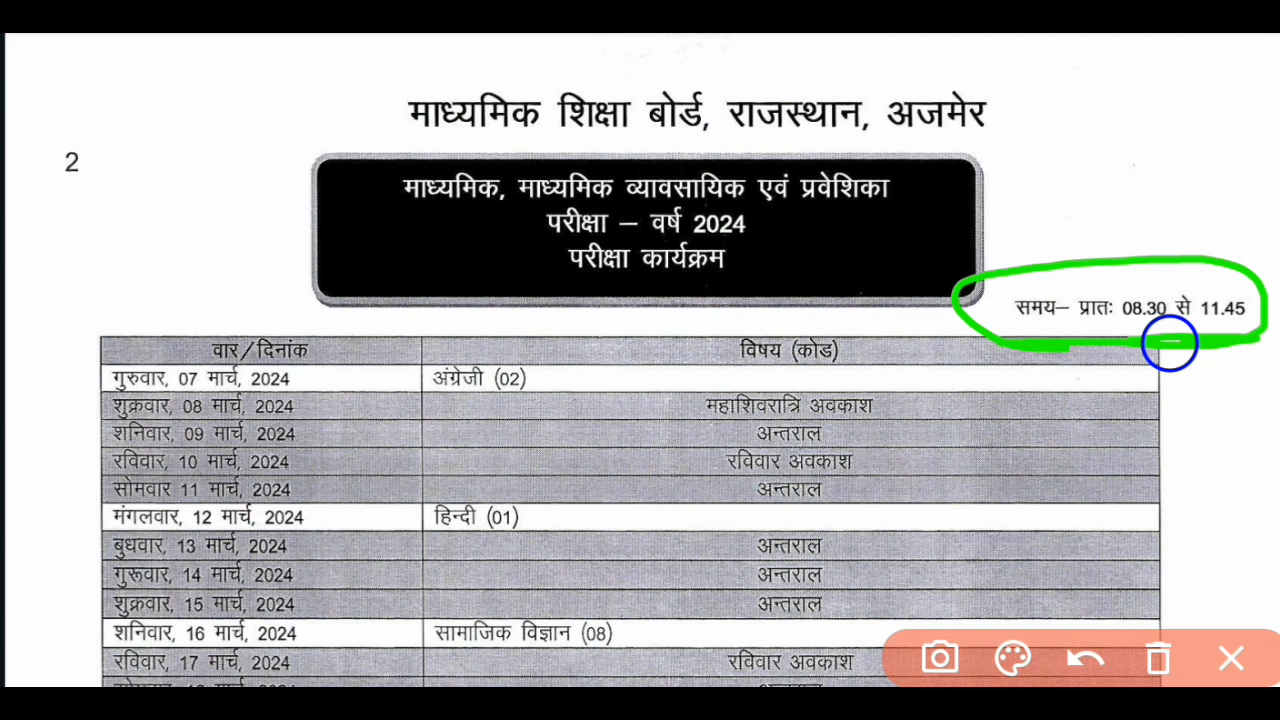 माध्यमिक शिक्षा बोर्ड, राजस्थान, अजमेर
2
माध्यमिक, माध्यमिक व्यावसायिक एवं प्रवेशिका
परीक्षा – वर्ष 2024
परीक्षा कार्यक्रम
समय– प्रातः 08.30 से 11.45
वार/दिनांक विषय (कोड)
गुरुवार, 07 मार्च, 2024 अंग्रेजी (02)
शुक्रवार, 08 मार्च, 2024 महाशिवरात्रि अवकाश
शनिवार, 09 मार्च, 2024 अन्तराल
रविवार, 10 मार्च, 2024 रविवार अवकाश
सोमवार 11 मार्च, 2024 अन्तराल
मंगलवार, 12 मार्च, 2024 हिन्दी (01)
बुधवार, 13 मार्च, 2024 अन्तराल
गुरूवार, 14 मार्च, 2024 अन्तराल
शुक्रवार, 15 मार्च, 2024 अन्तराल
शनिवार, 16 मार्च, 2024 सामाजिक विज्ञान (08)
रविवार, 17 मार्च, 2024 रविवार अवकाश